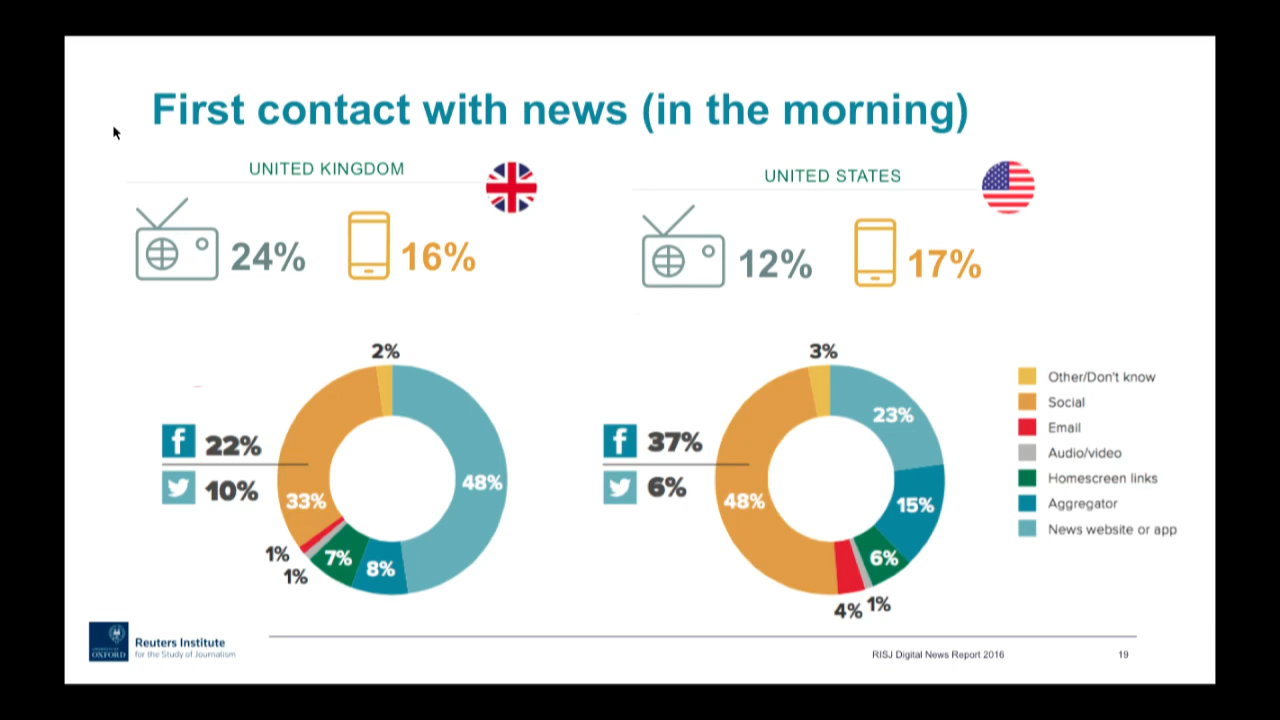 First contact with news (in the morning)
UNITED KINGDOM
24%
16%
UNITED STATES
12%
17%
2%
f 22%
10%
33%
48%
1%
1%
7%
8%
3%
f 37%
6%
48%
23%
15%
6%
4%
1%
Other/Don't know
Social
Email
Audio/video
Homescreen links
Aggregator
News website or app
UNIVERSITY OF
OXFORD
Reuters Institute
for the Study of Journalism
RISJ Digital News Report 2016
19